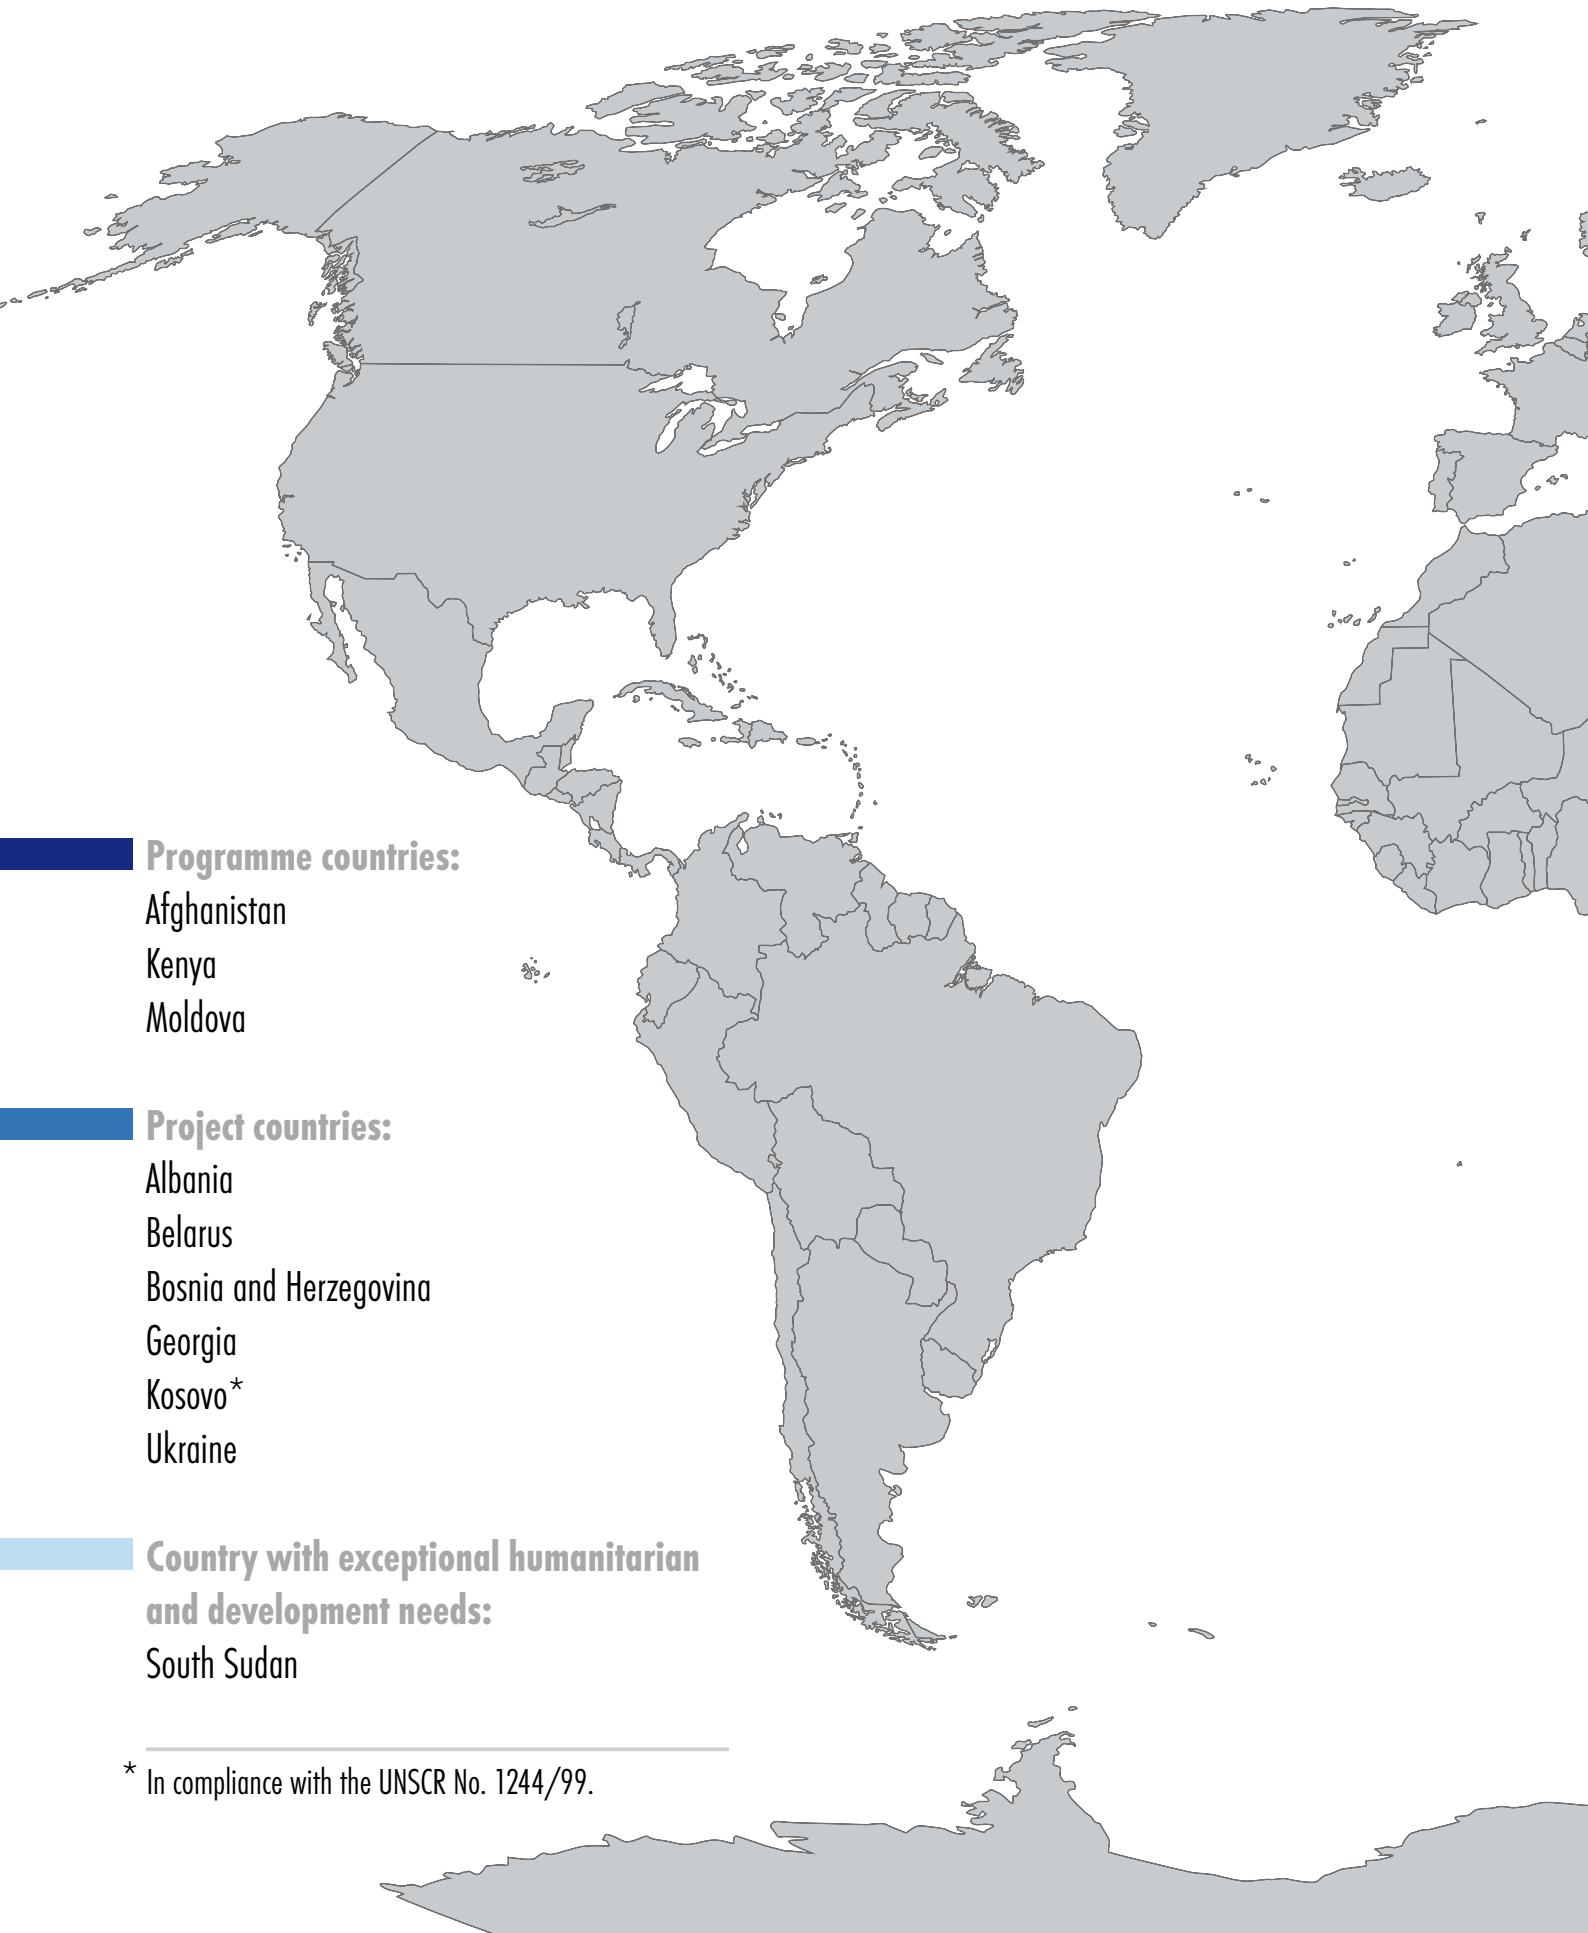 Programme countries:
Afghanistan
Kenya
Moldova
Project countries:
Albania
Belarus
Bosnia and Herzegovina
Georgia
Kosovo*
Ukraine
Country with exceptional humanitarian
and development needs:
South Sudan
* In compliance with the UNSCR No. 1244/99.